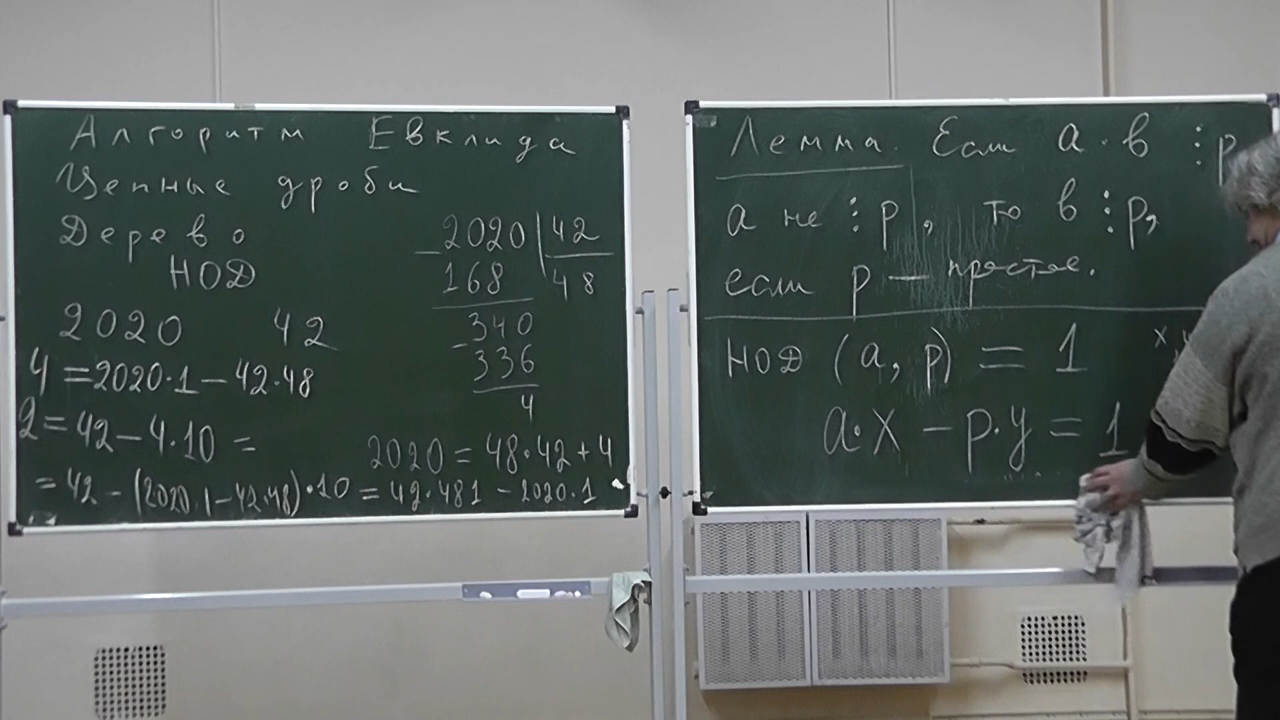 Алгоритм Евклида
Цепные дроби
Дерево
НОД
2020 42
4 = 2020·1 – 42·48
2 = 42 – 4·10 =
= 42 – (2020·1 – 42·48)·10 = 42·481 – 2020·1
– 2020 | 42
168 | 48
– 340
336
4
2020 = 48·42 + 4
Лемма. Если a·b ⋮ p
a не ⋮ p, то b ⋮ p,
если p — простое.
НОД (a, p) = 1 x,
a·x – p·y = 1